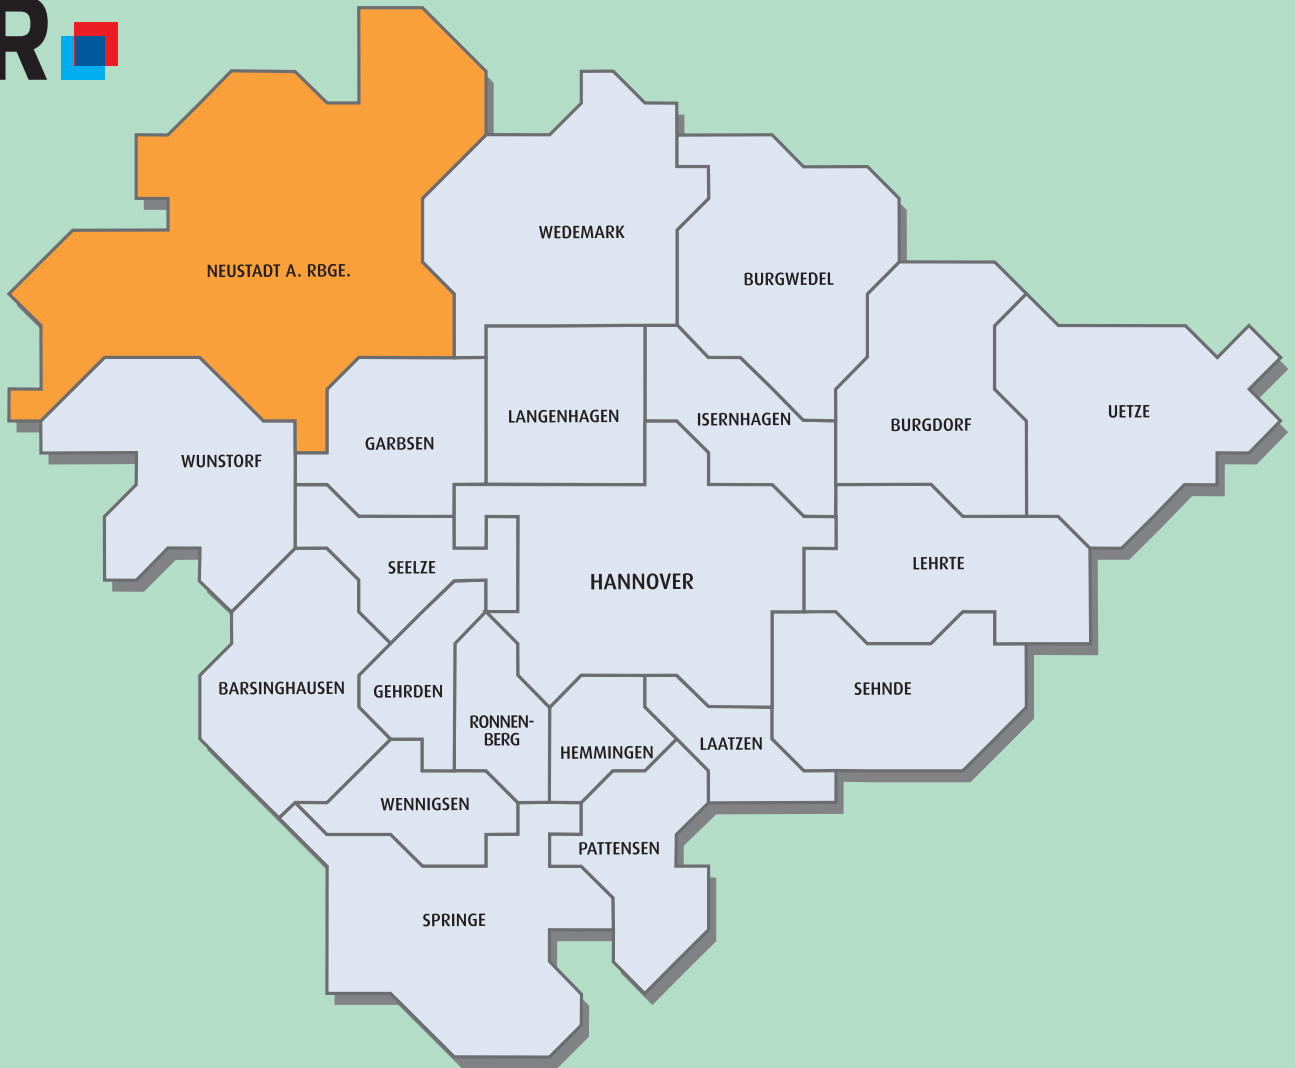 R
WEDEMARK
NEUSTADT A. RBGE.
BURGWEDEL
UETZE
LANGENHAGEN
ISERNHAGEN
BURGDORF
GARBSEN
WUNSTORF
LEHRTE
SEELZE
HANNOVER
BARSINGHAUSEN
GEHRDEN
SEHNDE
RONNEN-
BERG
LAATZEN
HEMMINGEN
WENNIGSEN
PATTENSEN
SPRINGE